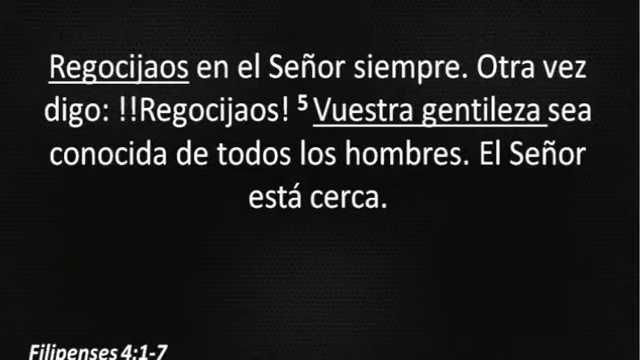 Regocijaos en el Señor siempre. Otra vez
digo: !!Regocijaos! 5 Vuestra gentileza sea
conocida de todos los hombres. El Señor
está cerca.
Filipenses 4:1-7